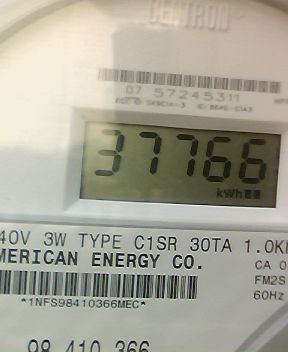 CENTRON
07 57245311
37766
kWh
40V 3W TYPE C1SR 30TA 1.0K
MERICAN ENERGY CO.
CA 0
FM2S
60Hz
*1NFS98410366MEC*
98 410 366